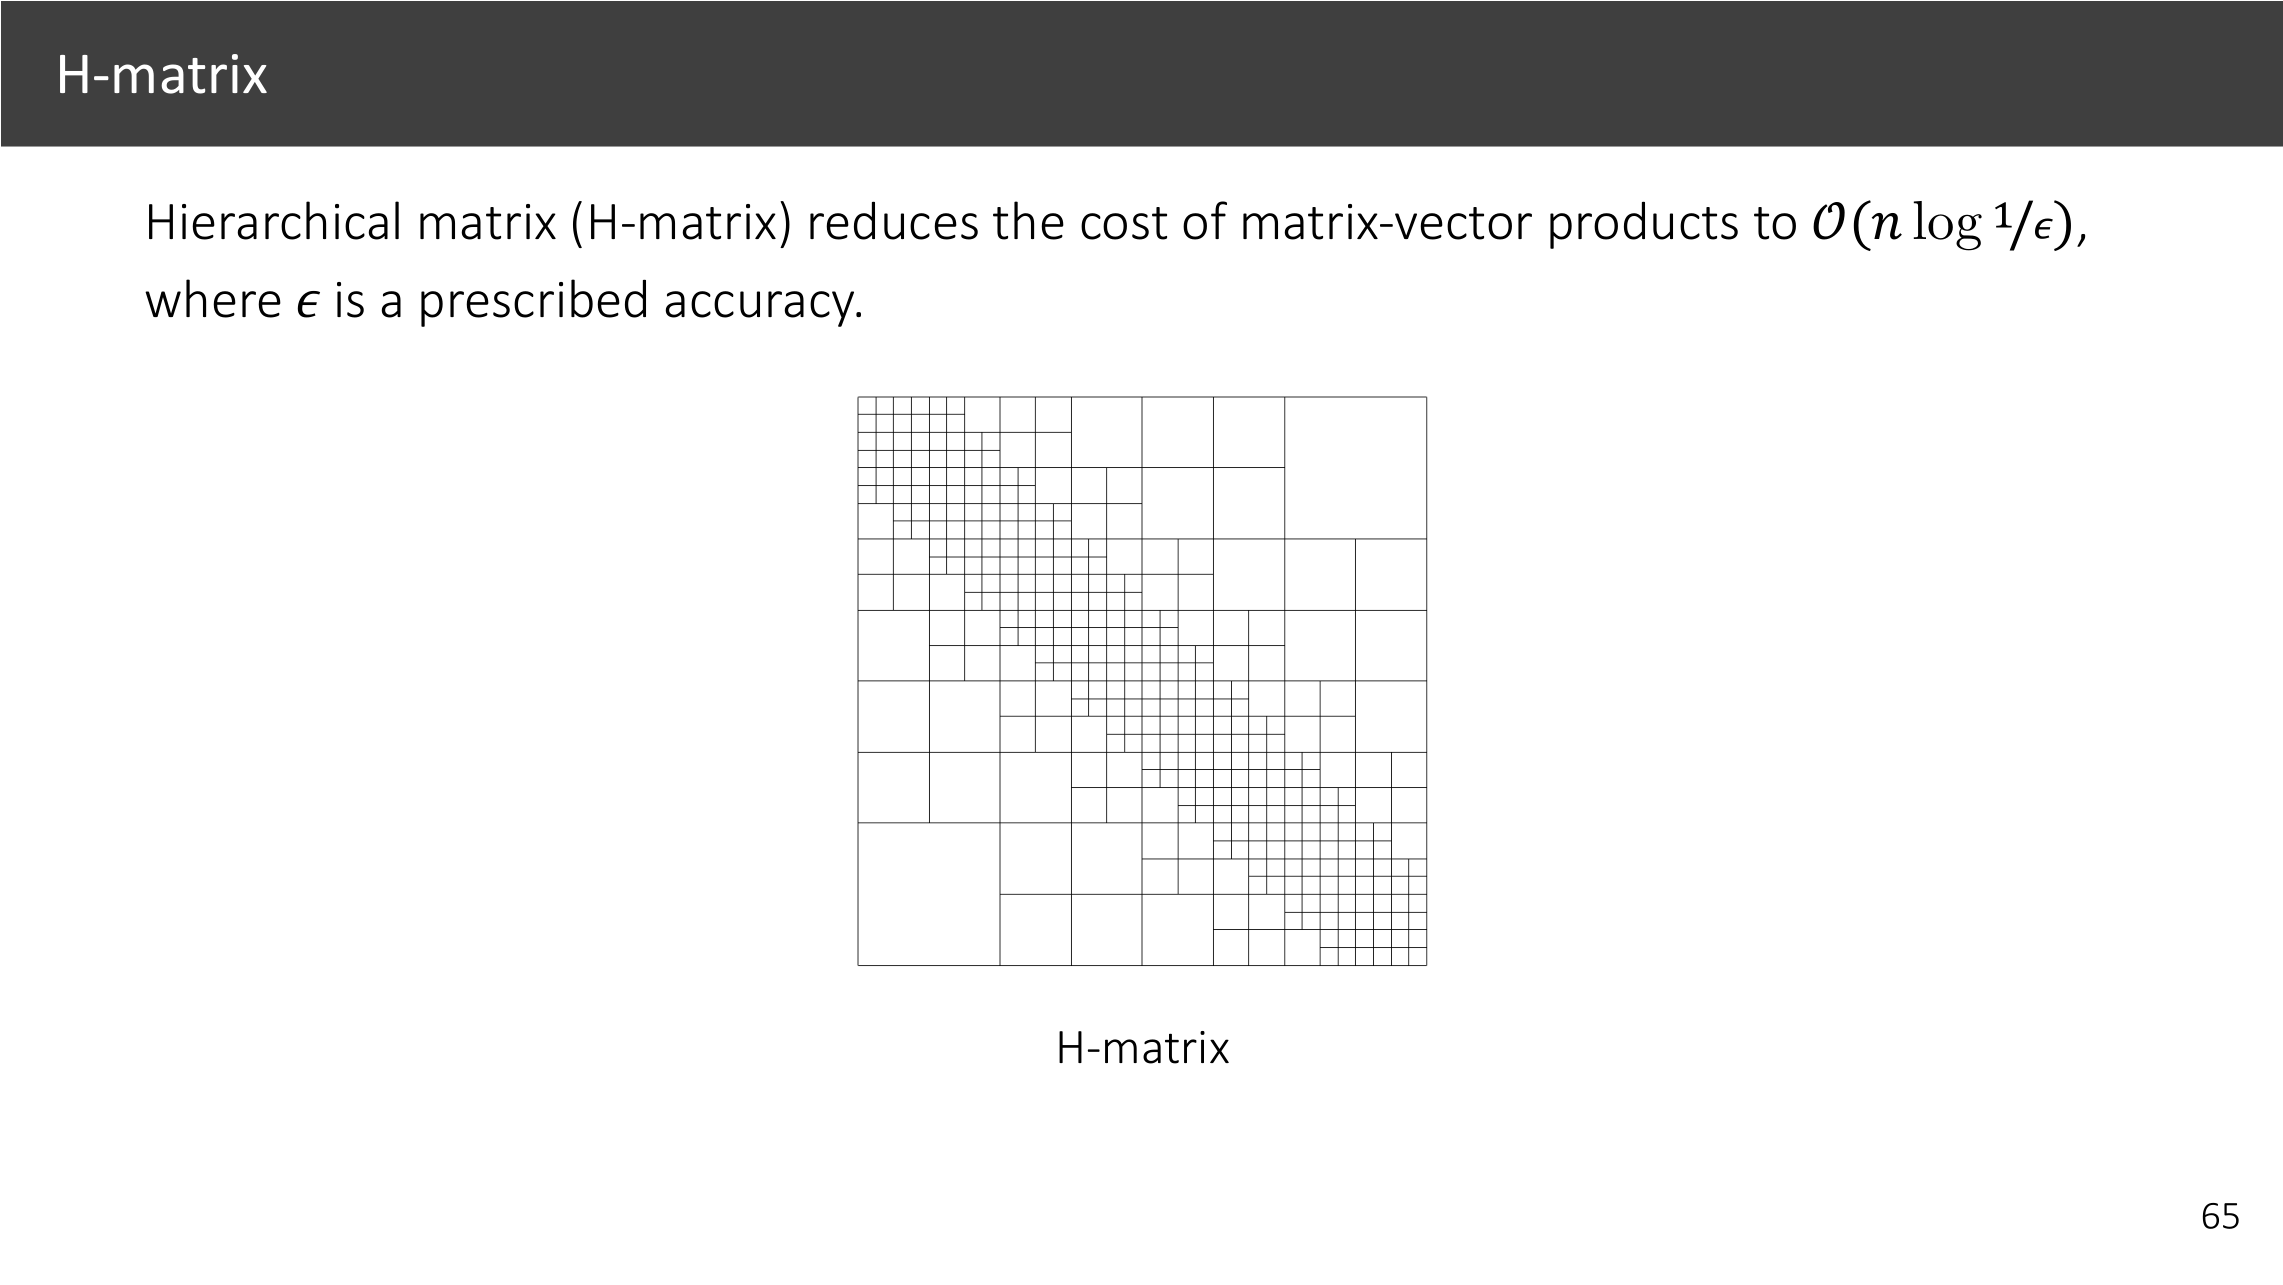 H-matrix
Hierarchical matrix (H-matrix) reduces the cost of matrix-vector products to 𝒪(𝑛 log 1/𝜖),
where 𝜖 is a prescribed accuracy.
H-matrix
65